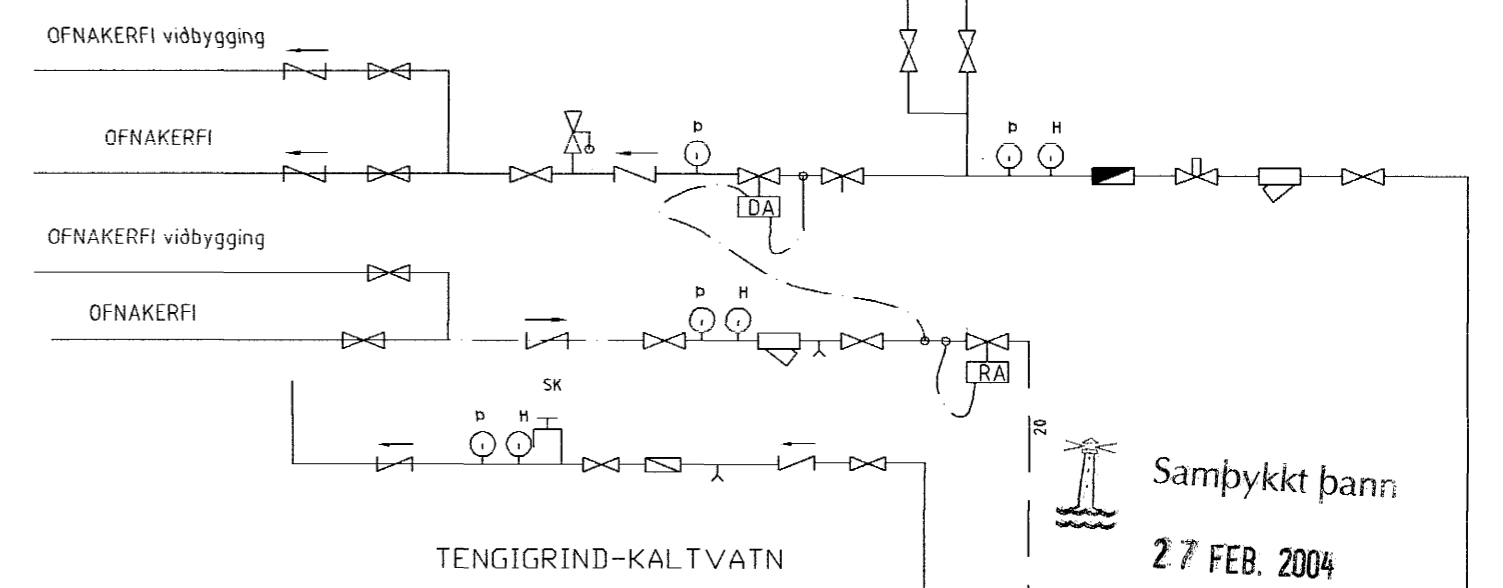 OFNAKERFI viðbygging
OFNAKERFI
Þ
Þ H
DA
OFNAKERFI viðbygging
OFNAKERFI
Þ H
RA
SK
Þ H
20
Samþykkt þann
27 FEB. 2004
TENGIGRIND-KALTVATN